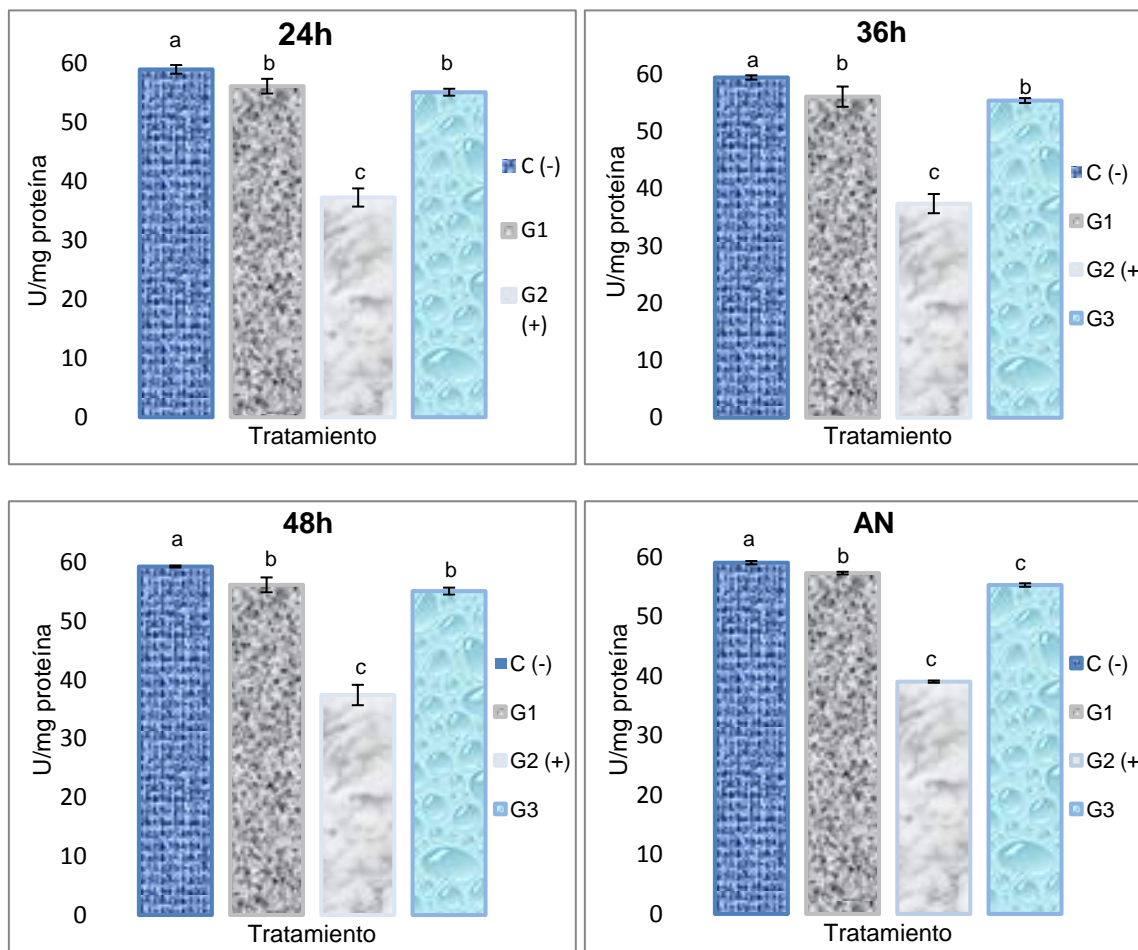 24h
a
b
c
b
60
50
40
30
20
10
0
U/mg proteína
Tratamiento
C (-)
G1
G2
(+)
36h
a
b
c
b
60
50
40
30
20
10
0
U/mg proteína
Tratamiento
C (-)
G1
G2 (+
G3
48h
a
b
c
b
60
50
40
30
20
10
0
U/mg proteína
C (-)
G1
G2 (+)
G3
AN
a
b
c
c
60
50
40
30
20
10
0
U/mg proteína
Tratamiento
C (-)
G1
G2 (+
G3